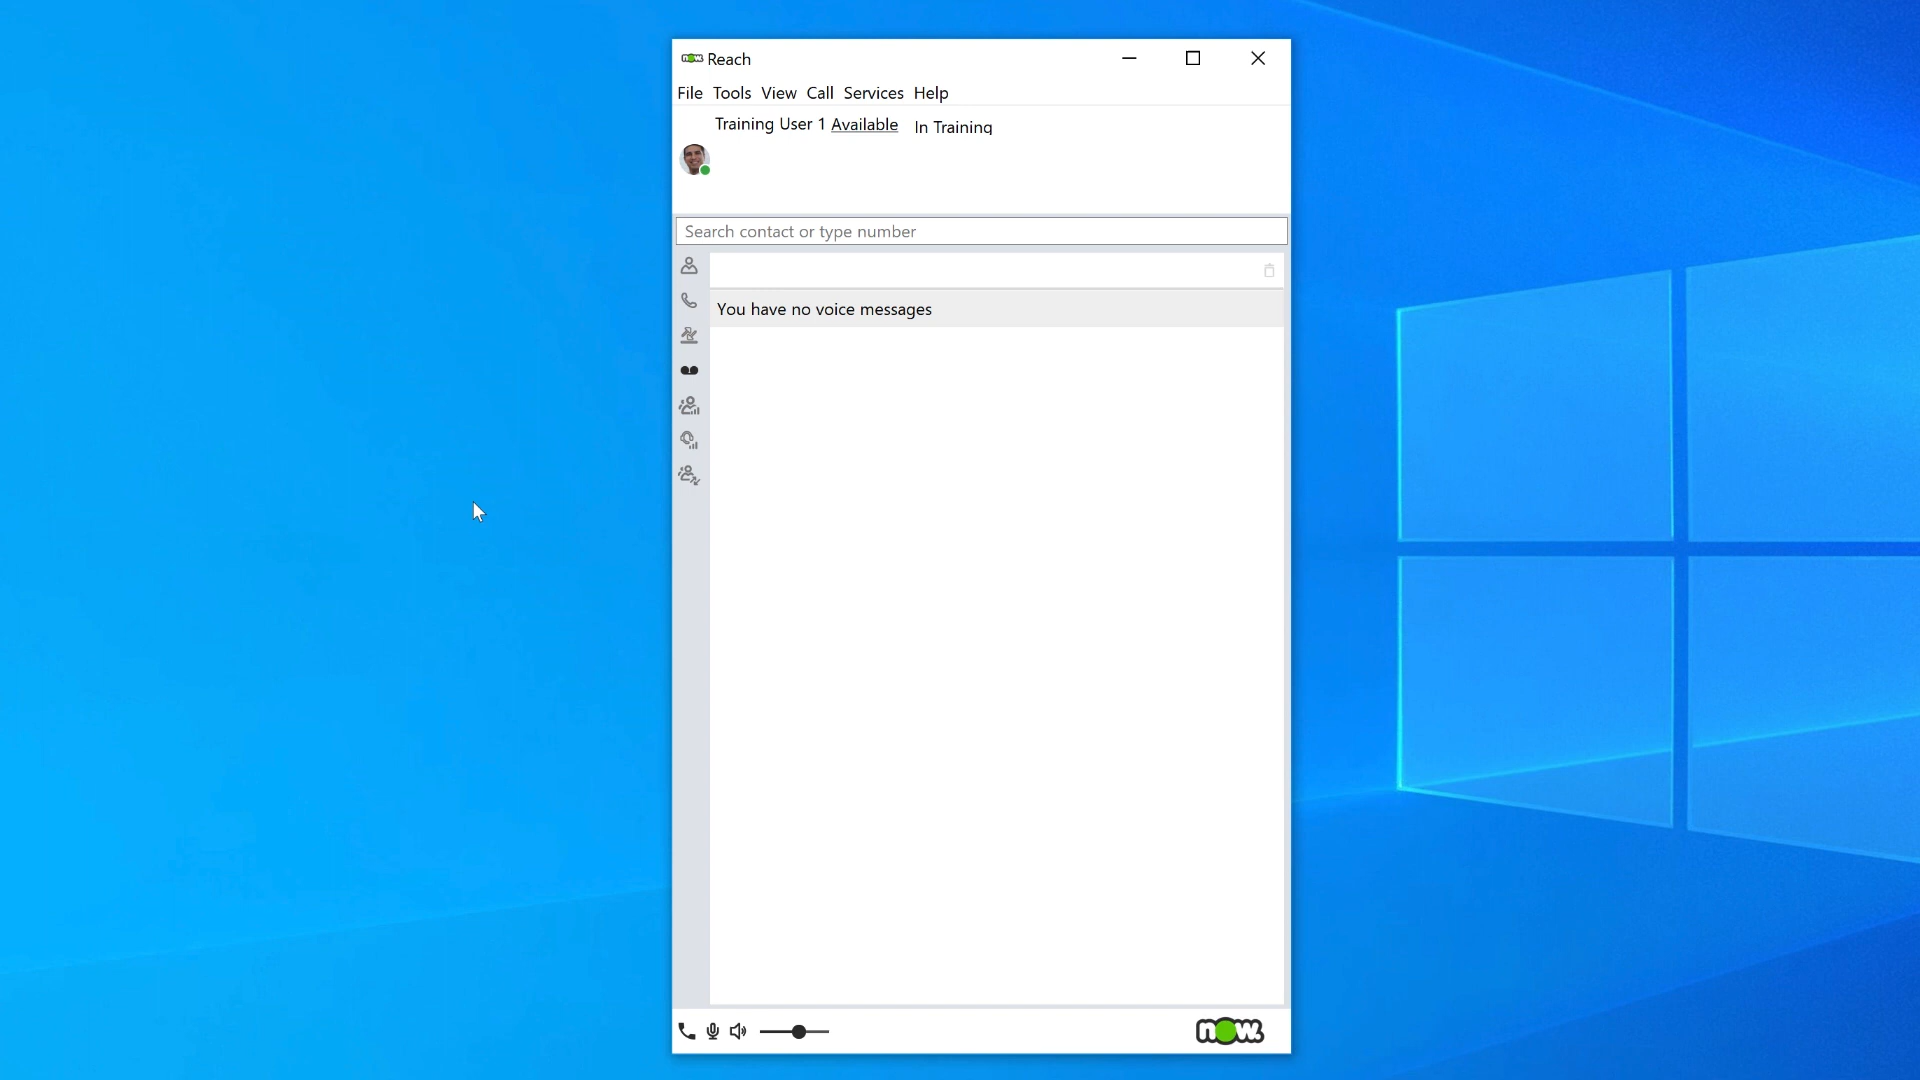 now. Reach
File Tools View Call Services Help
Training User 1 Available In Training
Search contact or type number
You have no voice messages
now.